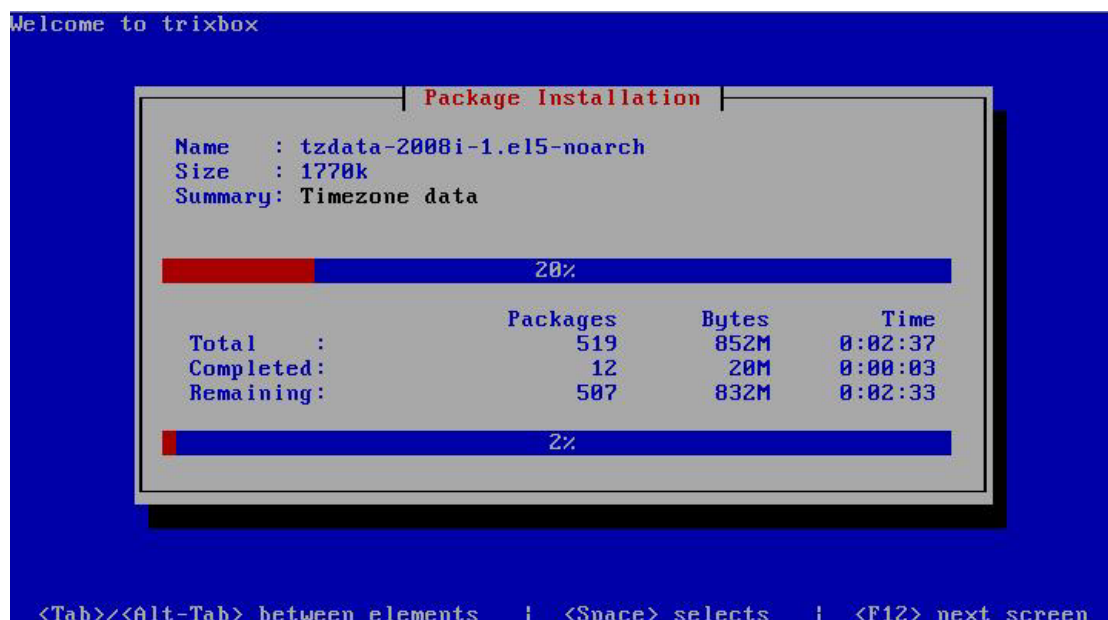 Welcome to trixbox
Package Installation
Name : tzdata-2008i-1.el5-noarch
Size : 1770k
Summary: Timezone data
20%
Packages Bytes Time
Total : 519 852M 0:02:37
Completed: 12 20M 0:00:03
Remaining: 507 832M 0:02:33
2%
<Tab>/<Alt-Tab> between elements | <Space> selects | <F12> next screen